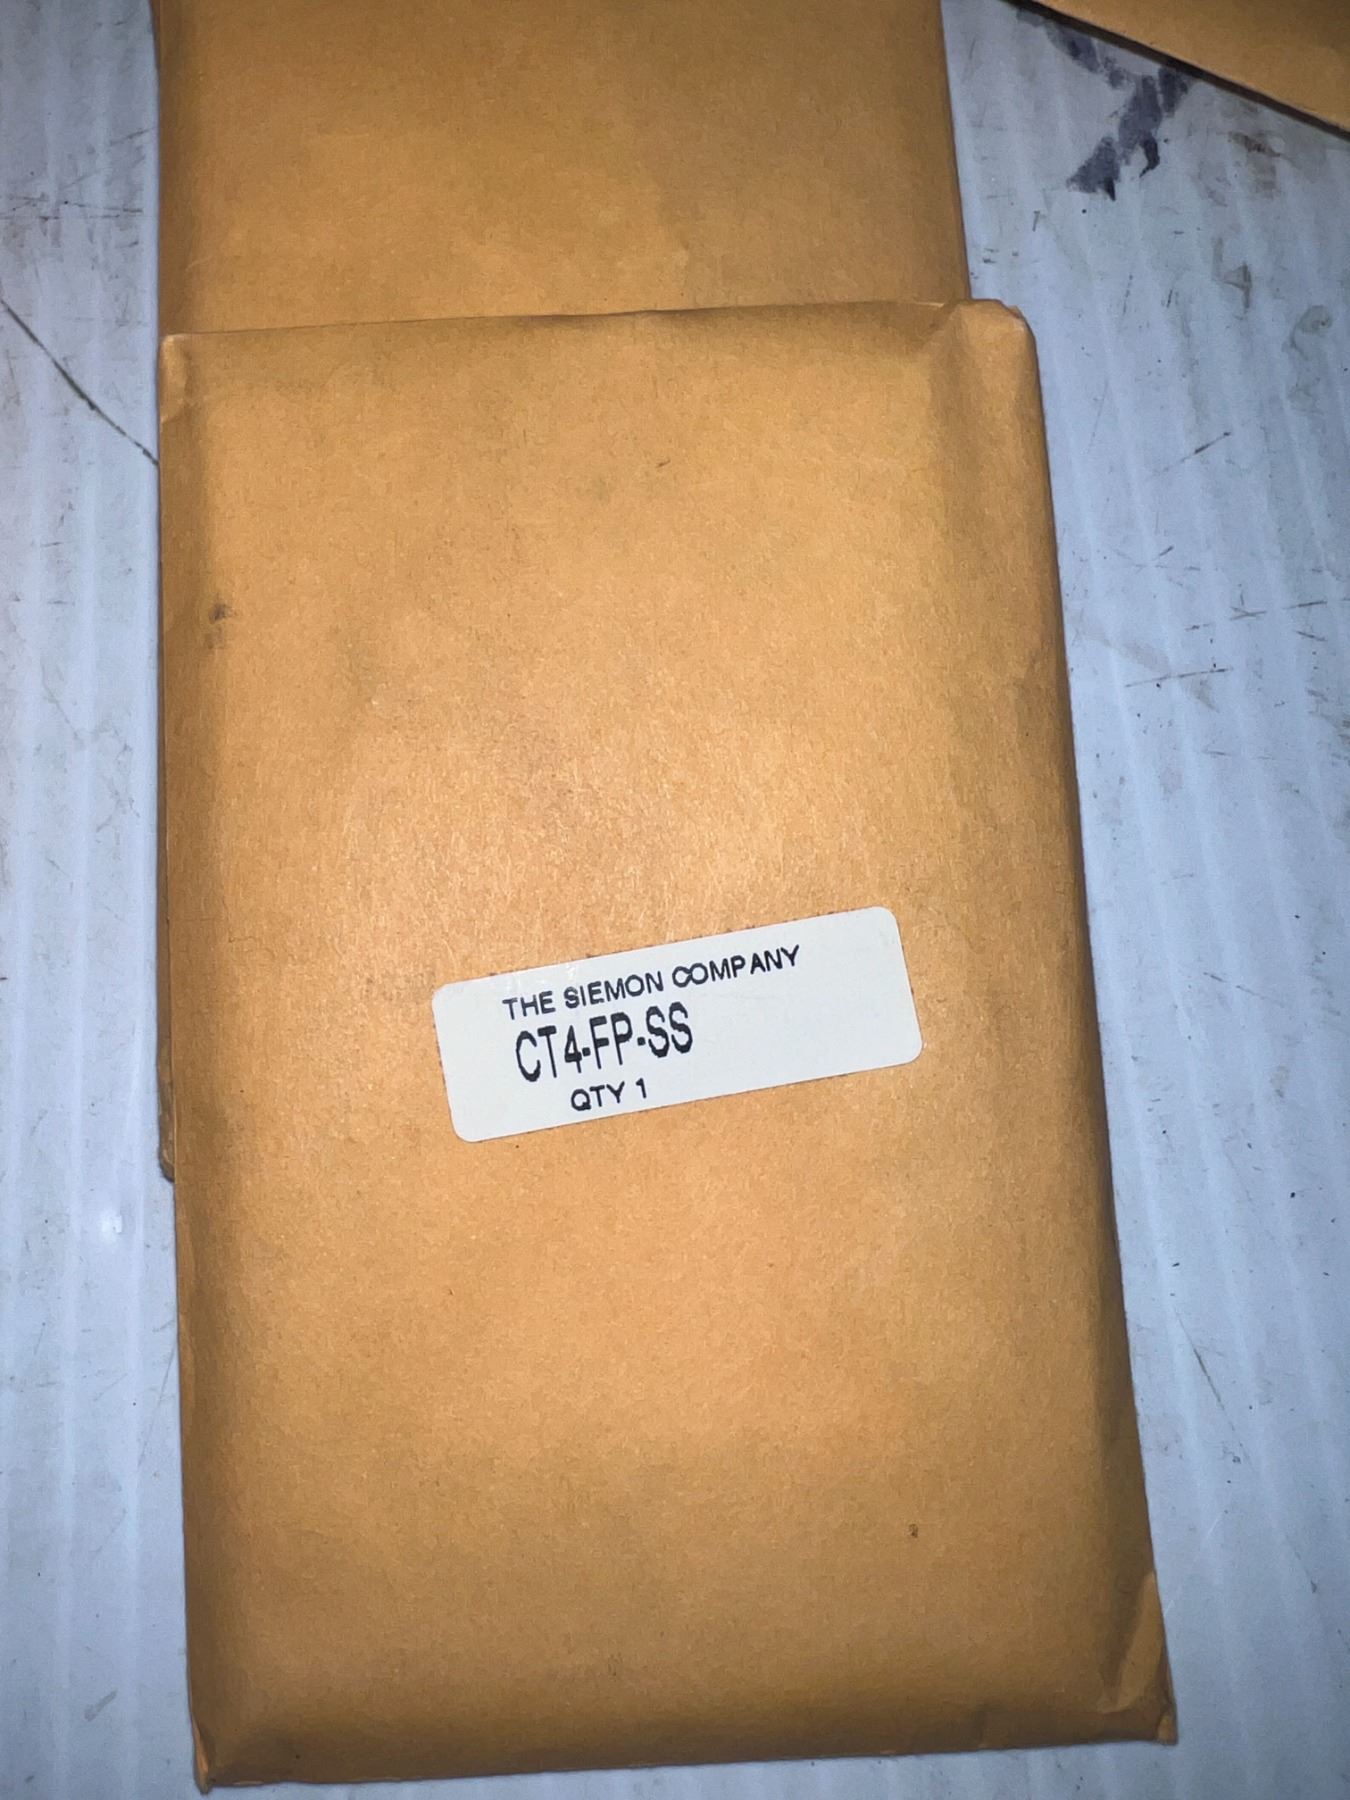 THE SIEMON COMPANY
CT4-FP-SS
QTY 1